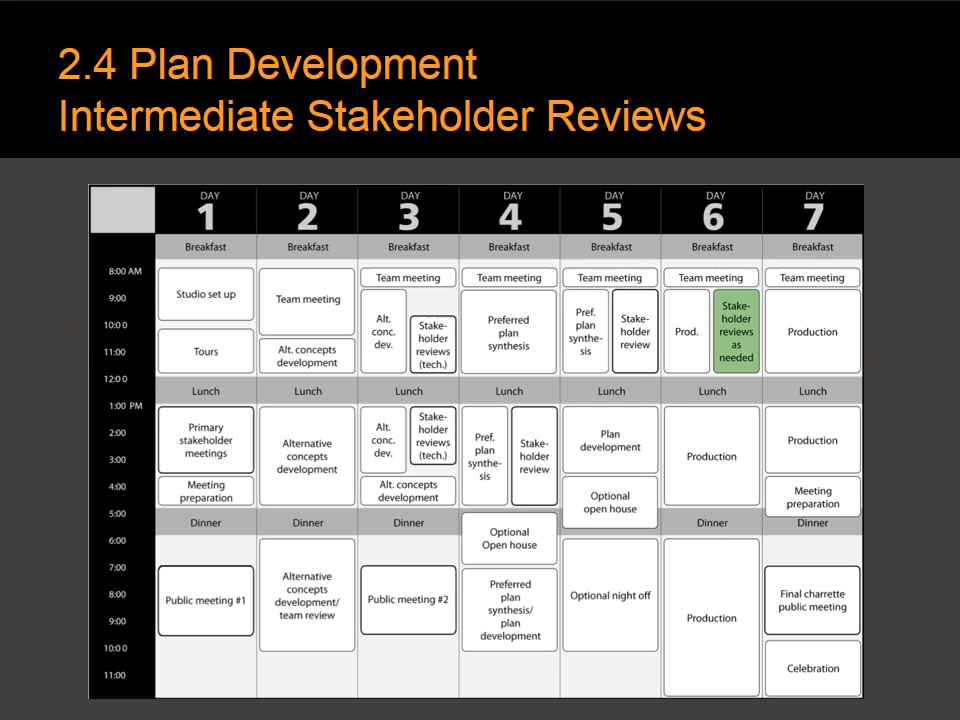 2.4 Plan Development
Intermediate Stakeholder Reviews
DAY
1
DAY
2
DAY
3
DAY
4
DAY
5
DAY
6
DAY
7
Breakfast
Breakfast
Breakfast
Breakfast
Breakfast
Breakfast
Breakfast
8:00 AM
9:00
10:00
11:00
12:00
1:00 PM
2:00
3:00
4:00
5:00
6:00
7:00
8:00
9:00
10:00
11:00
Studio set up
Tours
Team meeting
Alt. concepts
development
Team meeting
Alt.
conc.
dev.
Stake-
holder
reviews
(tech.)
Team meeting
Preferred
plan
synthesis
Team meeting
Pref.
plan
synthe-
sis
Stake-
holder
review
Team meeting
Prod.
Stake-
holder
reviews
as
needed
Team meeting
Production
Lunch
Lunch
Lunch
Lunch
Lunch
Lunch
Lunch
Primary
stakeholder
meetings
Meeting
preparation
Alternative
concepts
development
Alt.
conc.
dev.
Stake-
holder
reviews
(tech.)
Alt. concepts
development
Pref.
plan
synthe-
sis
Stake-
holder
review
Plan
development
Optional
open house
Production
Production
Meeting
preparation
Dinner
Dinner
Dinner
Optional
Open house
Dinner
Dinner
Public meeting #1
Alternative
concepts
development/
team review
Public meeting #2
Preferred
plan
synthesis/
plan
development
Optional night off
Production
Final charrette
public meeting
Celebration